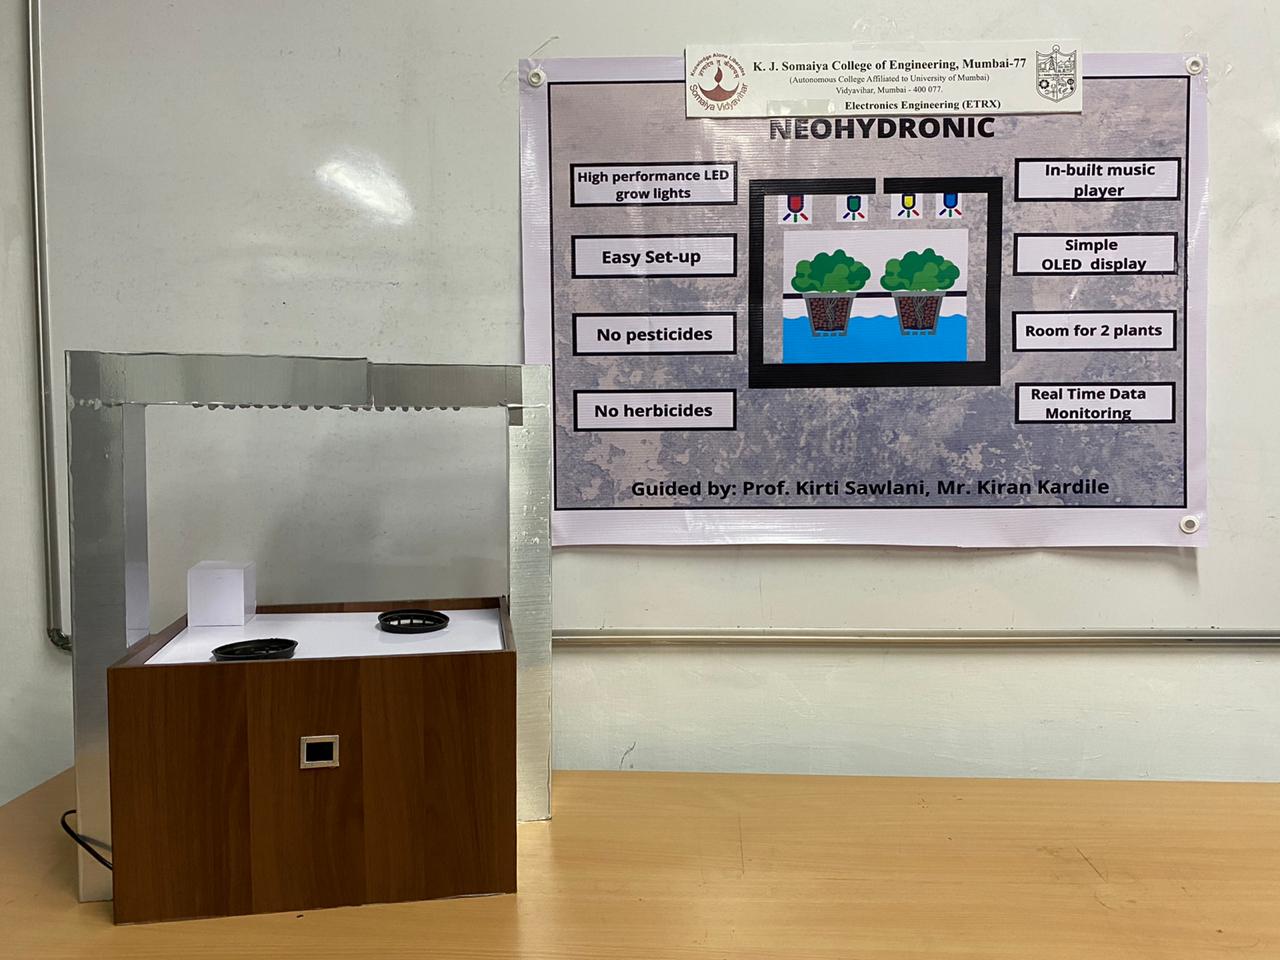 K. J. Somaiya College of Engineering, Mumbai-77
(Autonomous College Affiliated to University of Mumbai)
Vidyavihar, Mumbai - 400 077.
Electronics Engineering (ETRX)
Knowledge Alone Liberates
Somaiya Vidyavihar
NEOHYDRONIC
High performance LED
grow lights
Easy Set-up
No pesticides
No herbicides
In-built music
player
Simple
OLED display
Room for 2 plants
Real Time Data
Monitoring
Guided by: Prof. Kirti Sawlani, Mr. Kiran Kardile